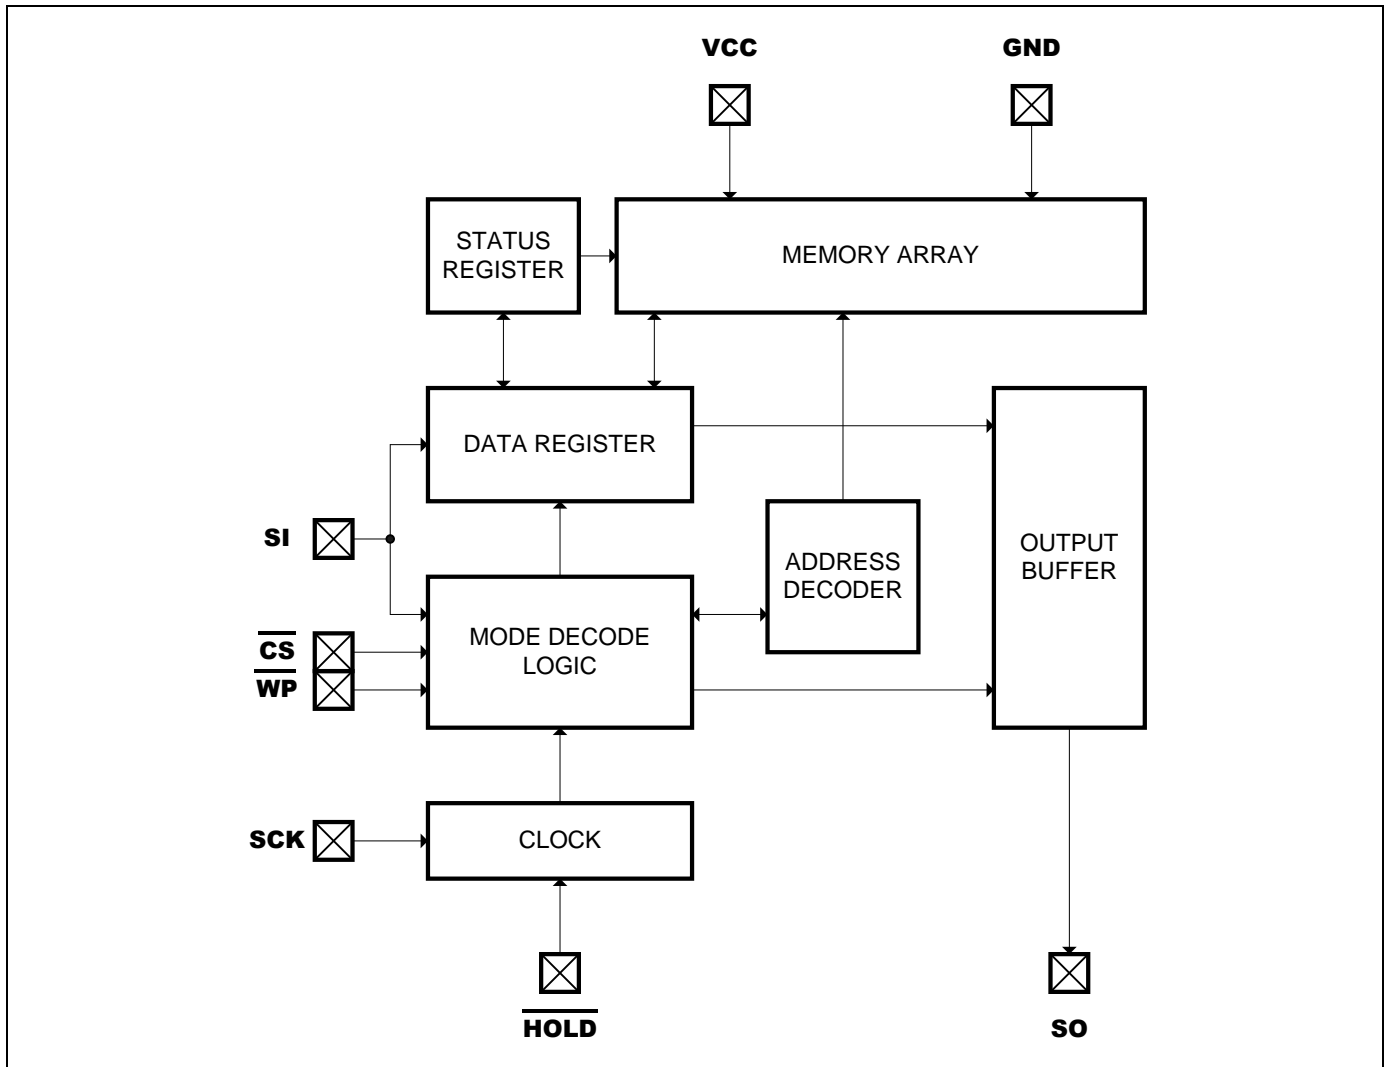 VCC
GND
STATUS
REGISTER
MEMORY ARRAY
DATA REGISTER
SI
ADDRESS
DECODER
OUTPUT
BUFFER
CS
WP
MODE DECODE
LOGIC
SCK
CLOCK
HOLD
SO